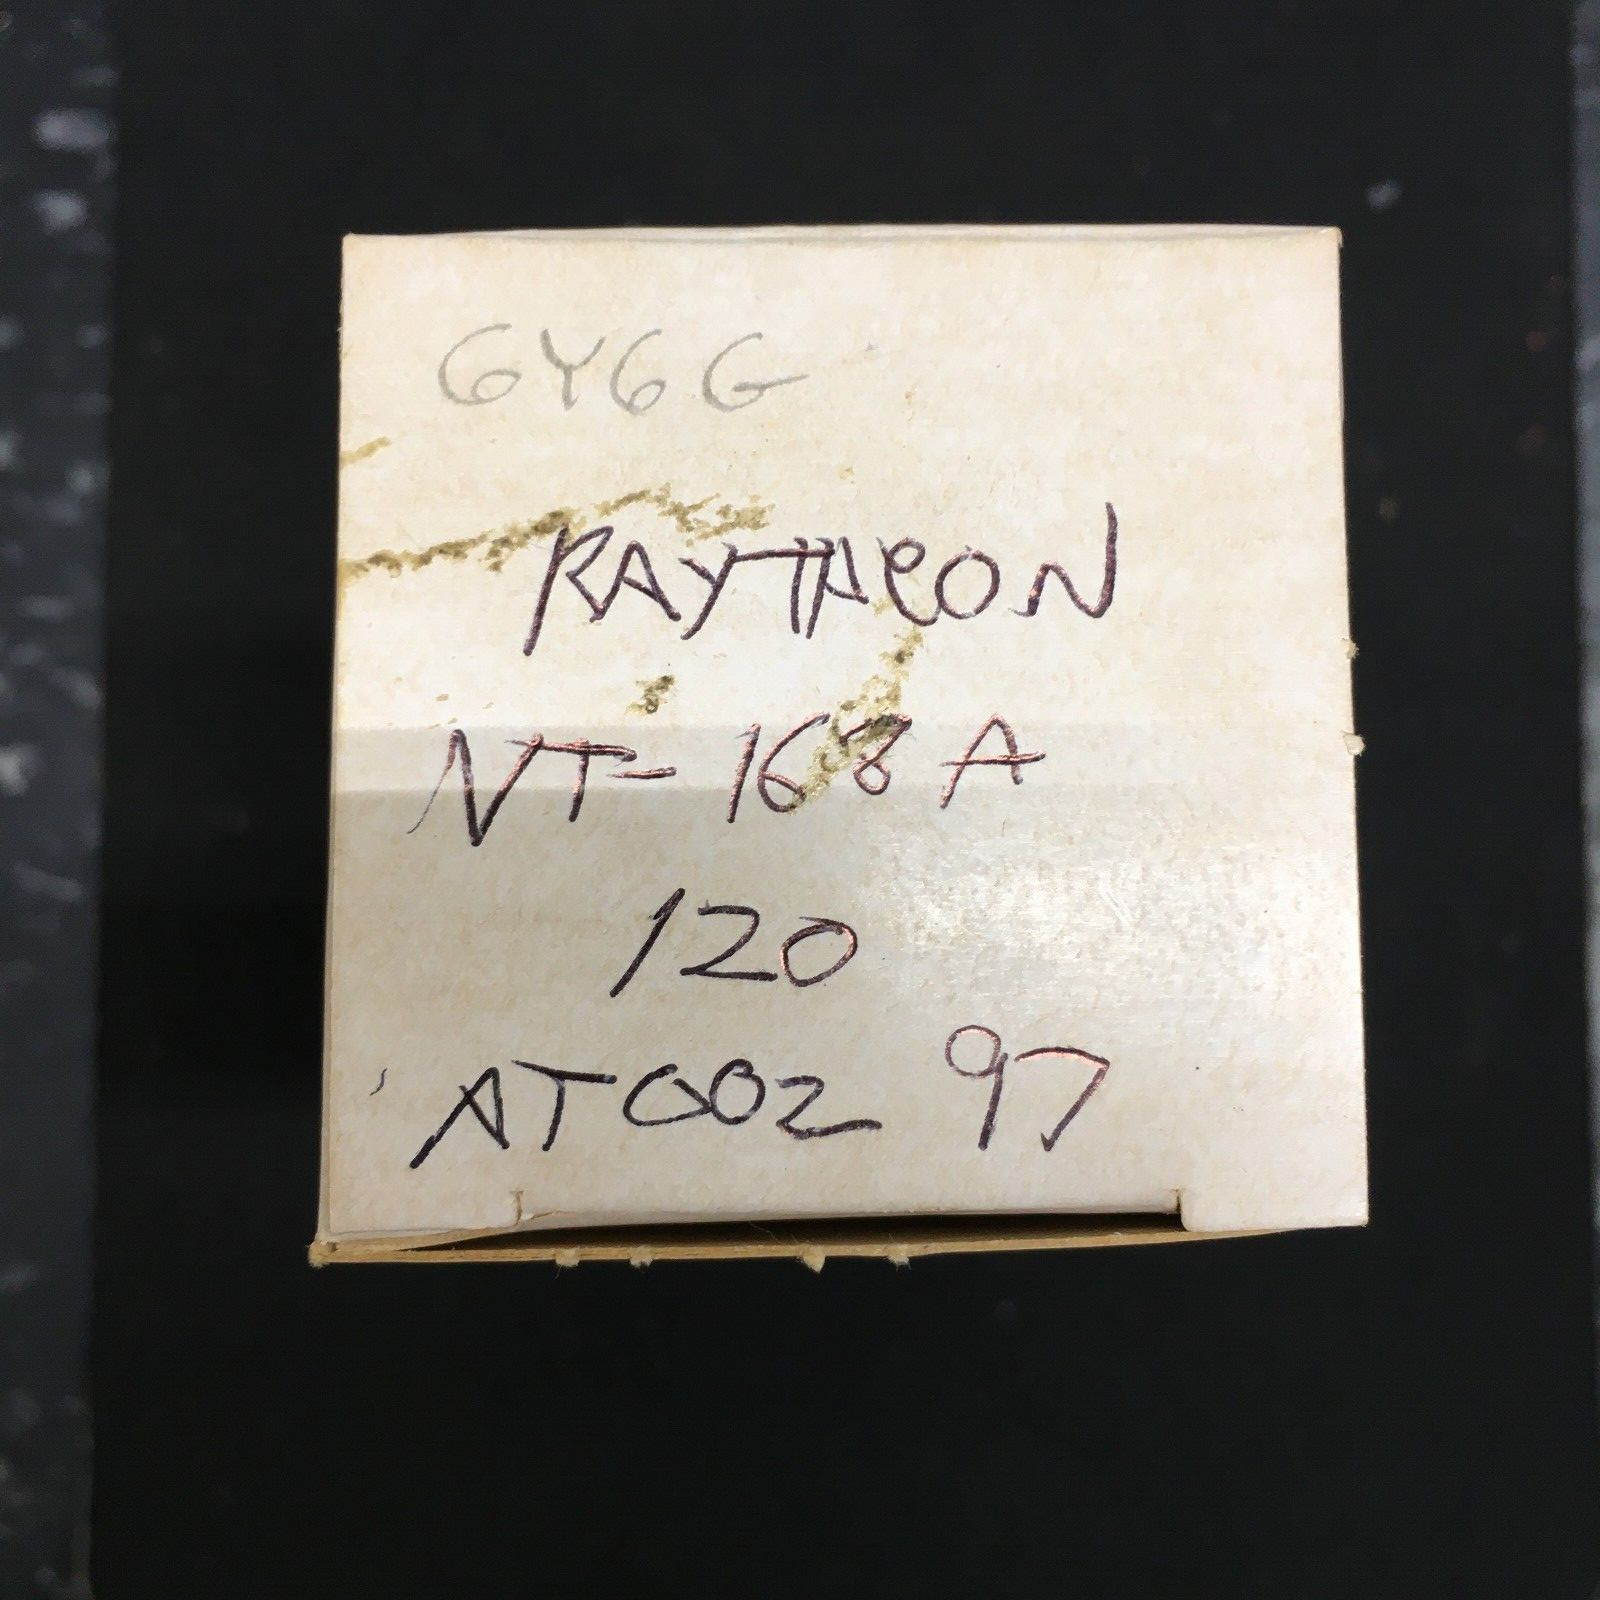 6Y6G
RAYTHEON
NT-168A
120
AT002 97